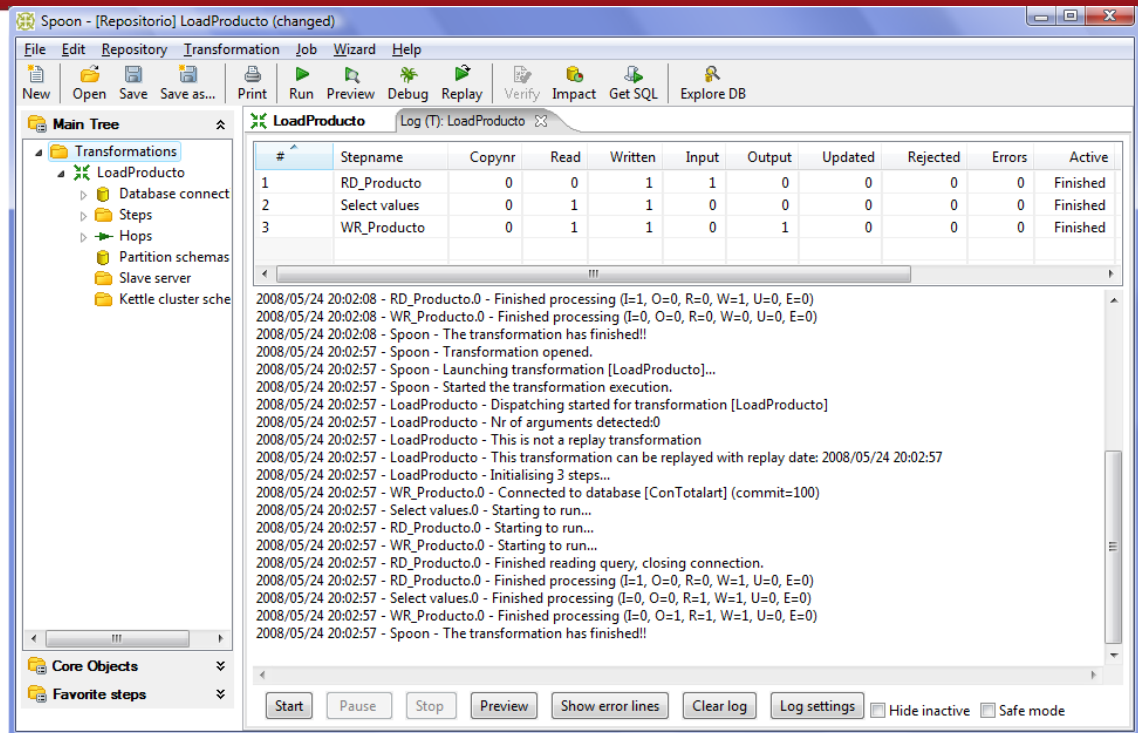 Spoon - [Repositorio] LoadProducto (changed)
File Edit Repository Transformation Job Wizard Help
New Open Save Save as... Print Run Preview Debug Replay Verify Impact Get SQL Explore DB
Main Tree
Transformations
LoadProducto
Database connect
Steps
Hops
Partition schemas
Slave server
Kettle cluster sche
Core Objects
Favorite steps
LoadProducto Log (T): LoadProducto
# Stepname Copynr Read Written Input Output Updated Rejected Errors Active
1 RD_Producto 0 0 1 1 0 0 0 0 Finished
2 Select values 0 1 1 0 0 0 0 0 Finished
3 WR_Producto 0 1 1 0 1 0 0 0 Finished
2008/05/24 20:02:08 - RD_Producto.0 - Finished processing (I=1, O=0, R=0, W=1, U=0, E=0)
2008/05/24 20:02:08 - WR_Producto.0 - Finished processing (I=0, O=0, R=0, W=0, U=0, E=0)
2008/05/24 20:02:08 - Spoon - The transformation has finished!!
2008/05/24 20:02:57 - Spoon - Transformation opened.
2008/05/24 20:02:57 - Spoon - Launching transformation [LoadProducto]...
2008/05/24 20:02:57 - Spoon - Started the transformation execution.
2008/05/24 20:02:57 - LoadProducto - Dispatching started for transformation [LoadProducto]
2008/05/24 20:02:57 - LoadProducto - Nr of arguments detected:0
2008/05/24 20:02:57 - LoadProducto - This is not a replay transformation
2008/05/24 20:02:57 - LoadProducto - This transformation can be replayed with replay date: 2008/05/24 20:02:57
2008/05/24 20:02:57 - LoadProducto - Initialising 3 steps...
2008/05/24 20:02:57 - WR_Producto.0 - Connected to database [ConTotalart] (commit=100)
2008/05/24 20:02:57 - Select values.0 - Starting to run...
2008/05/24 20:02:57 - RD_Producto.0 - Starting to run...
2008/05/24 20:02:57 - WR_Producto.0 - Starting to run...
2008/05/24 20:02:57 - RD_Producto.0 - Finished reading query, closing connection.
2008/05/24 20:02:57 - RD_Producto.0 - Finished processing (I=1, O=0, R=0, W=1, U=0, E=0)
2008/05/24 20:02:57 - Select values.0 - Finished processing (I=0, O=0, R=1, W=1, U=0, E=0)
2008/05/24 20:02:57 - WR_Producto.0 - Finished processing (I=0, O=1, R=1, W=1, U=0, E=0)
2008/05/24 20:02:57 - Spoon - The transformation has finished!!
Start Pause Stop Preview Show error lines Clear log Log settings Hide inactive Safe mode